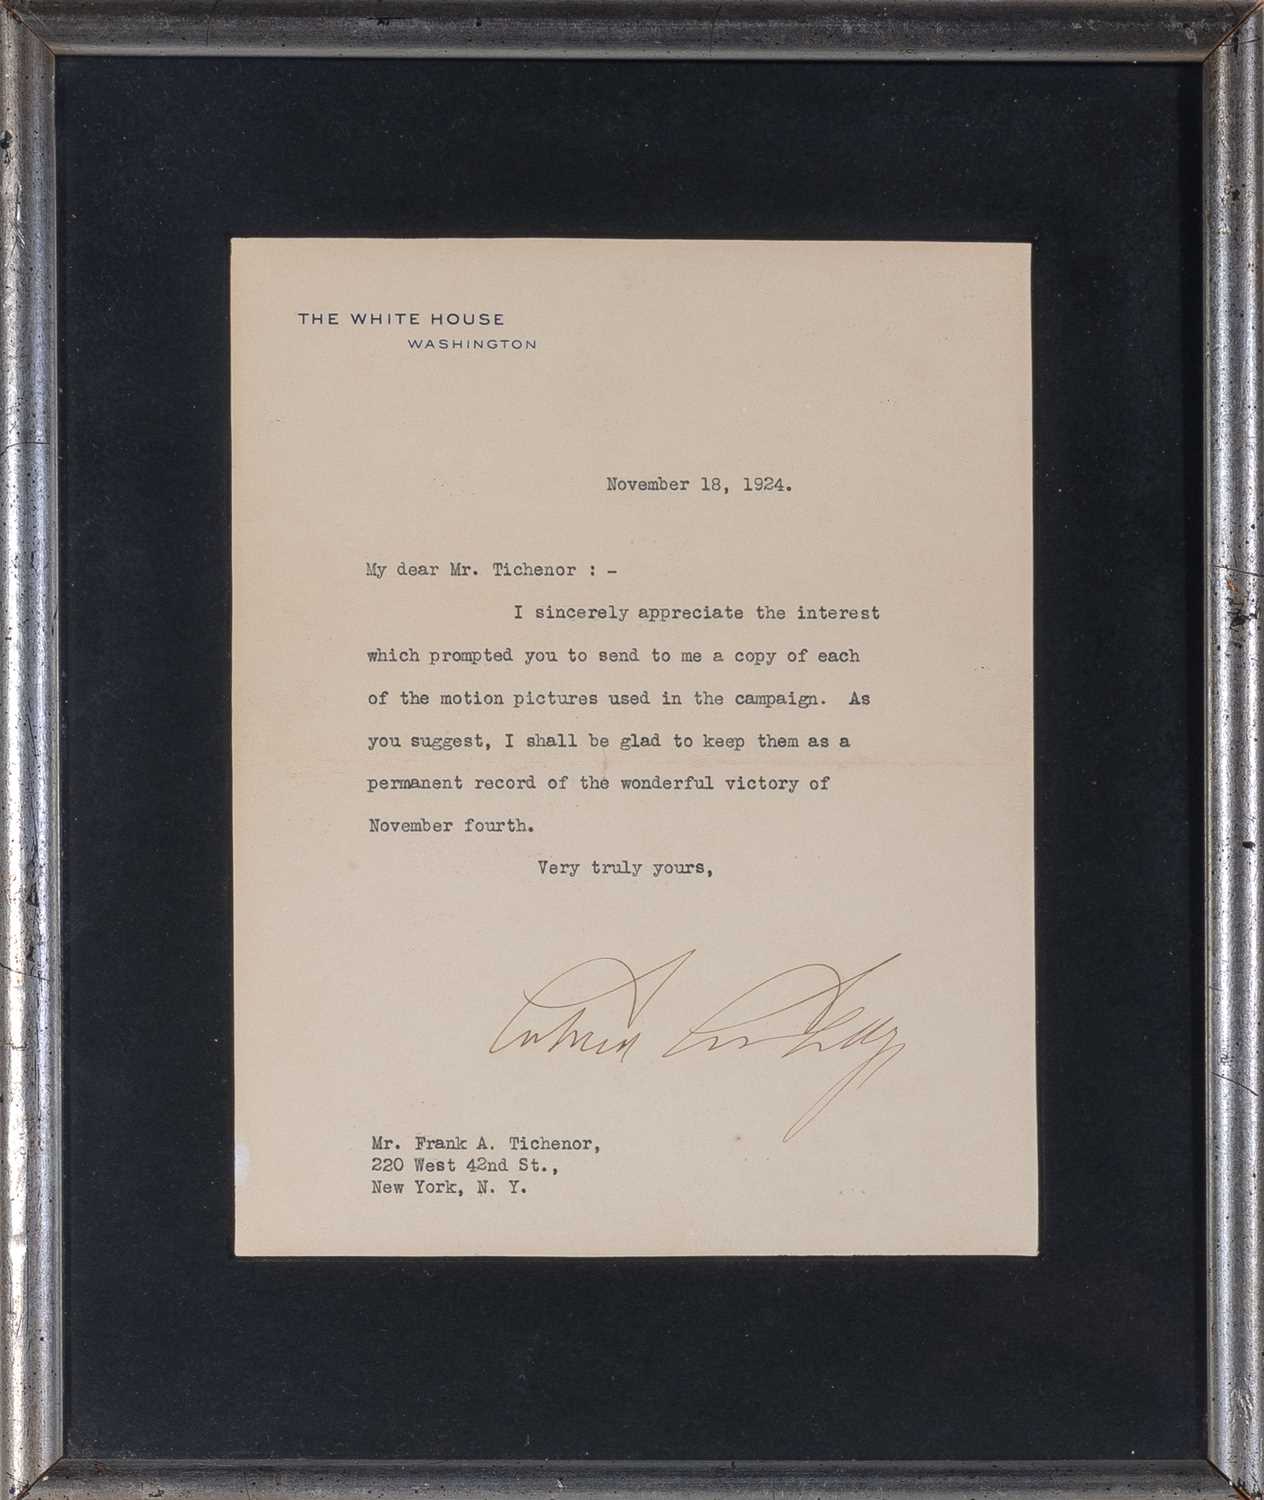 THE WHITE HOUSE
WASHINGTON
November 18, 1924.
My dear Mr. Tichenor : -
I sincerely appreciate the interest
which prompted you to send to me a copy of each
of the motion pictures used in the campaign. As
you suggest, I shall be glad to keep them as a
permanent record of the wonderful victory of
November fourth.
Very truly yours,
Calvin Coolidge
Mr. Frank A. Tichenor,
220 West 42nd St.,
New York, N. Y.